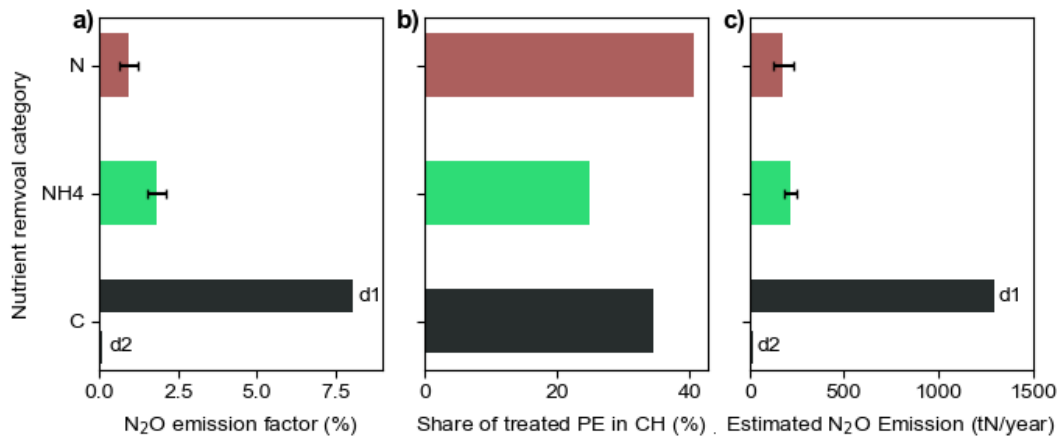 a) b) c)
Nutrient remvoal category
N
NH4
C
d1
d2
d1
d2
0.0 2.5 5.0 7.5
0 20 40
0 500 1000 1500
N₂O emission factor (%)
Share of treated PE in CH (%) .
Estimated N₂O Emission (tN/year)